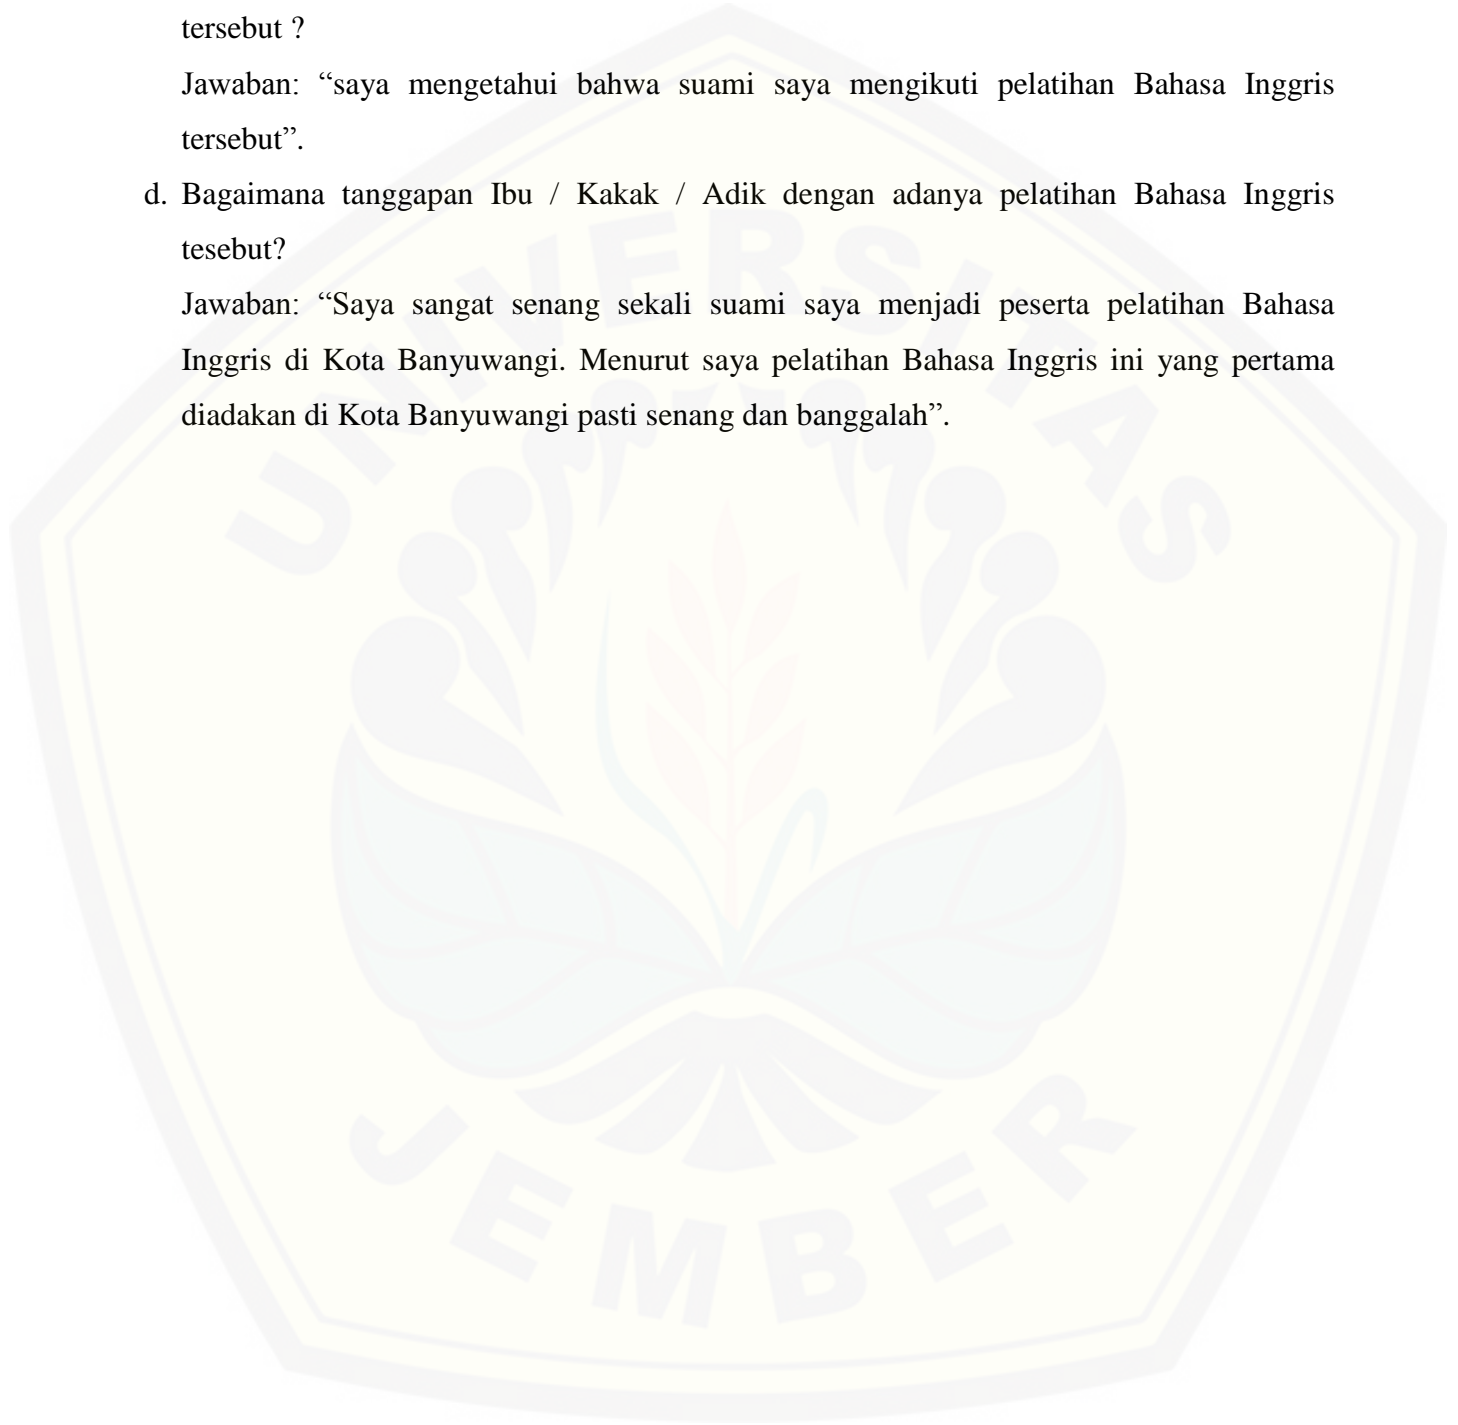 tersebut ?
Jawaban: “saya mengetahui bahwa suami saya mengikuti pelatihan Bahasa Inggris
tersebut”.
d. Bagaimana tanggapan Ibu / Kakak / Adik dengan adanya pelatihan Bahasa Inggris
tesebut?
Jawaban: “Saya sangat senang sekali suami saya menjadi peserta pelatihan Bahasa
Inggris di Kota Banyuwangi. Menurut saya pelatihan Bahasa Inggris ini yang pertama
diadakan di Kota Banyuwangi pasti senang dan banggalah”.
UNIVERSITAS
JEMBER